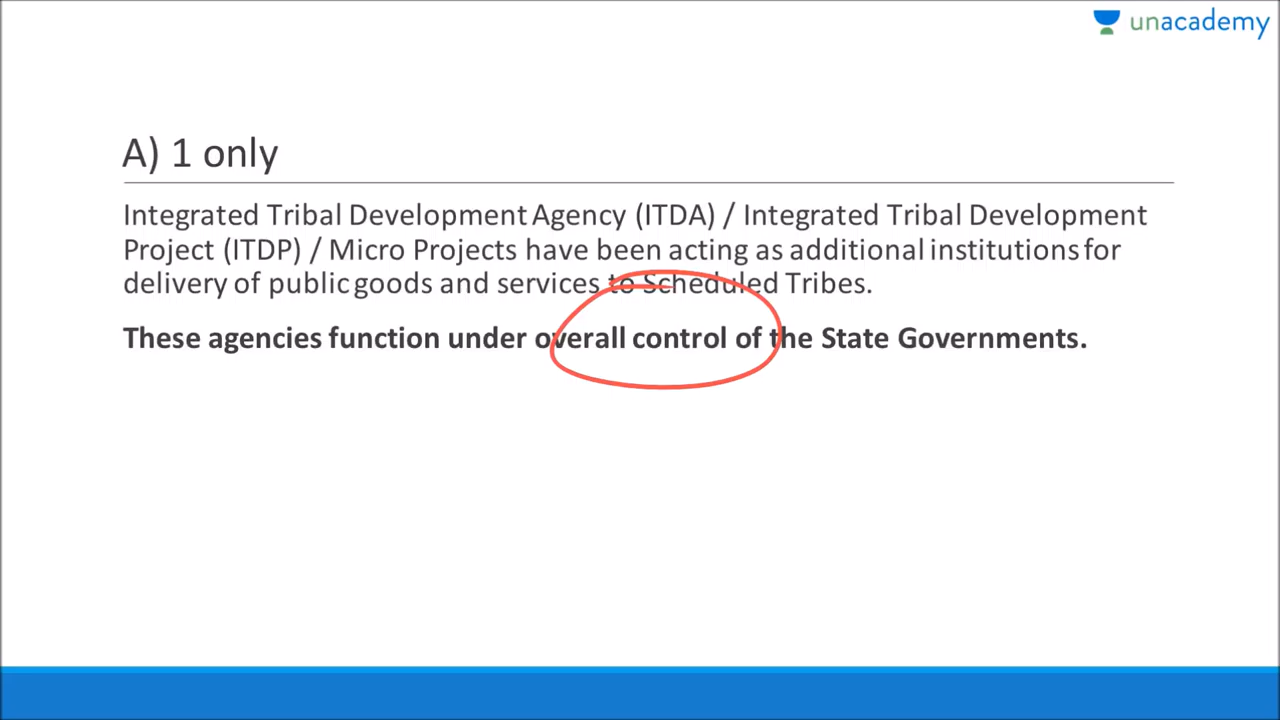 unacademy
A) 1 only
Integrated Tribal Development Agency (ITDA) / Integrated Tribal Development
Project (ITDP) / Micro Projects have been acting as additional institutions for
delivery of public goods and services to Scheduled Tribes.
These agencies function under overall control of the State Governments.